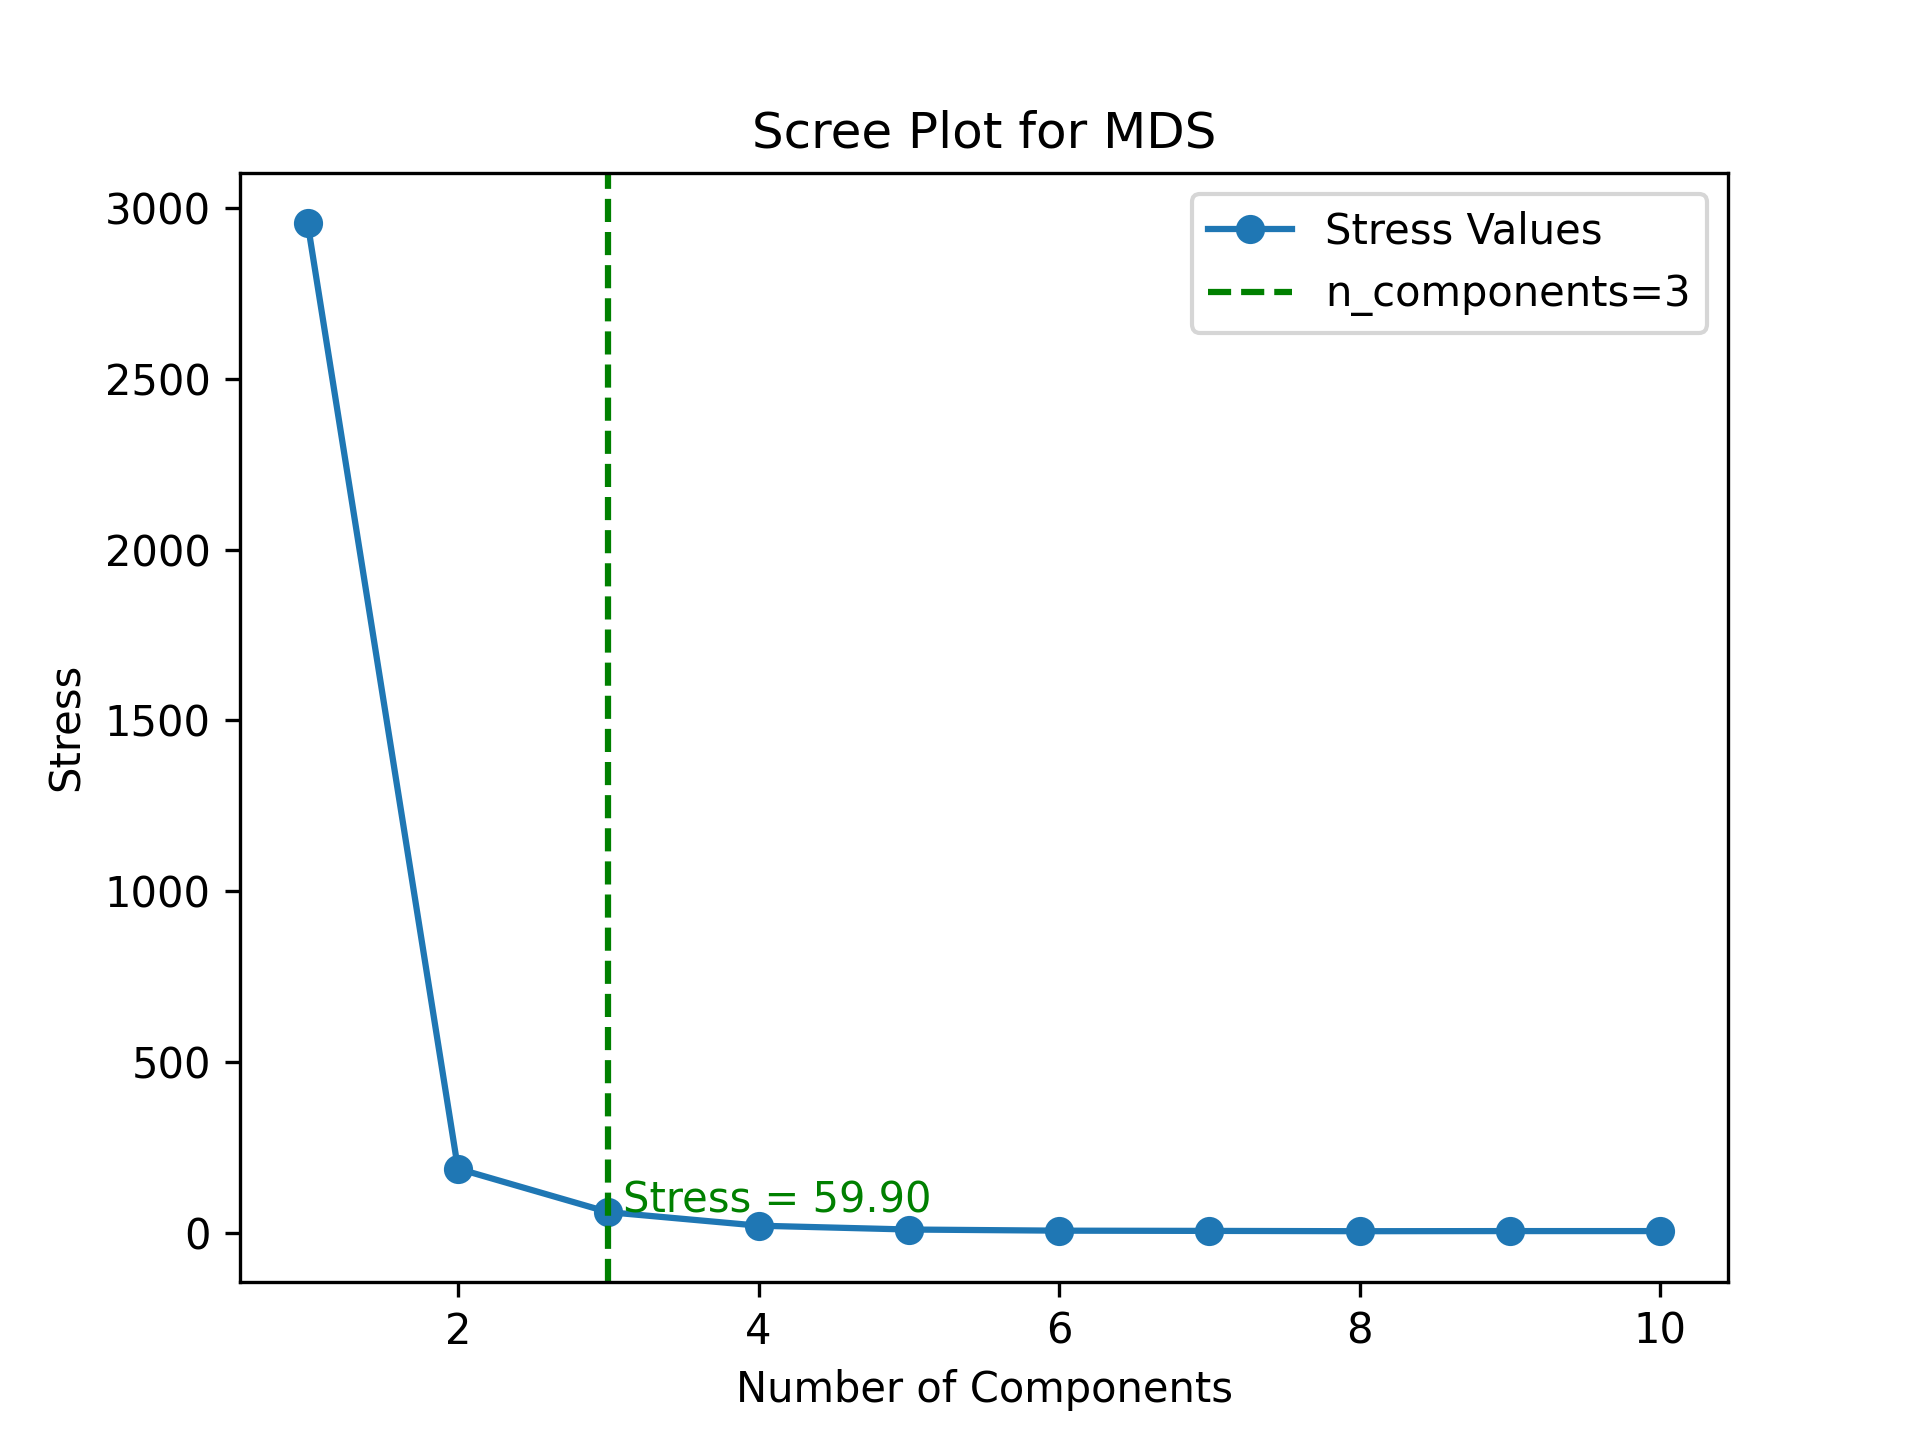 Scree Plot for MDS
3000
2500
2000
1500
1000
500
0
Stress
Stress Values
n_components=3
Stress = 59.90
2 4 6 8 10
Number of Components